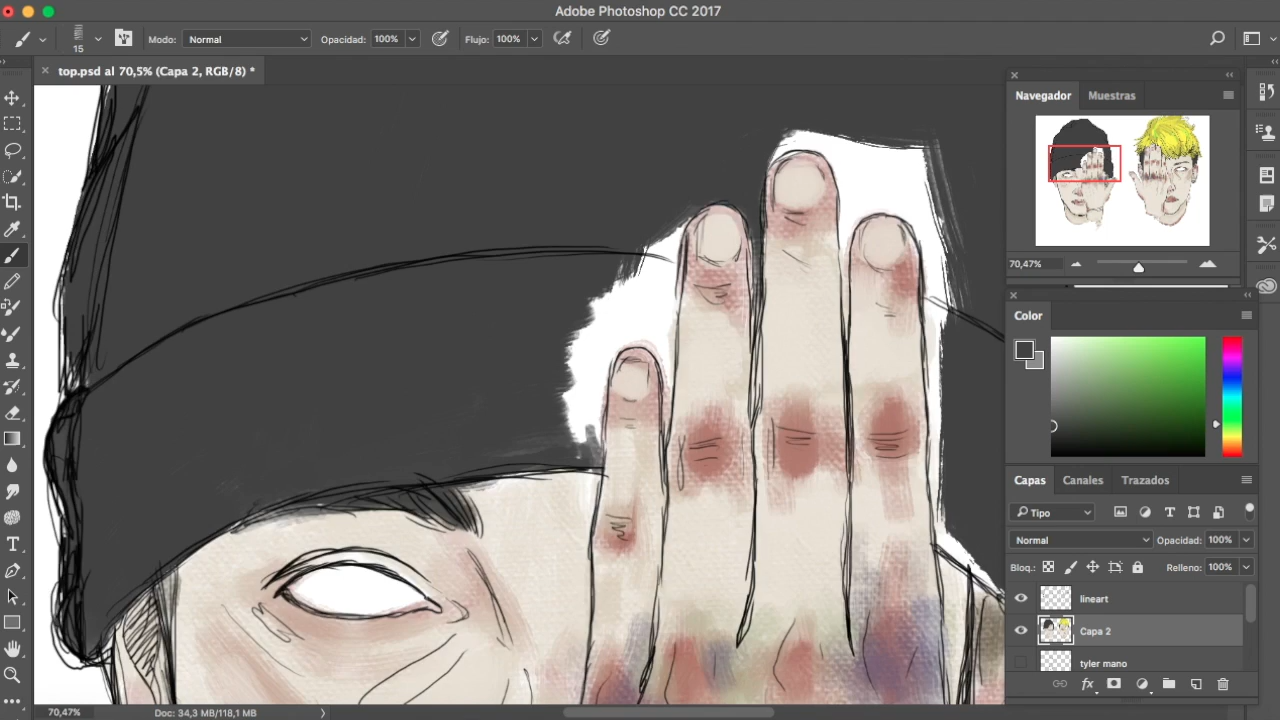 Adobe Photoshop CC 2017
15
Modo: Normal
Opacidad: 100%
Flujo: 100%
top.psd al 70,5% (Capa 2, RGB/8) *
Navegador
Muestras
70,47%
Color
Capas
Canales
Trazados
Tipo
Normal
Opacidad: 100%
Bloq.:
Relleno: 100%
lineart
Capa 2
tyler mano
fx
70,47%
Doc: 34,3 MB/118,1 MB